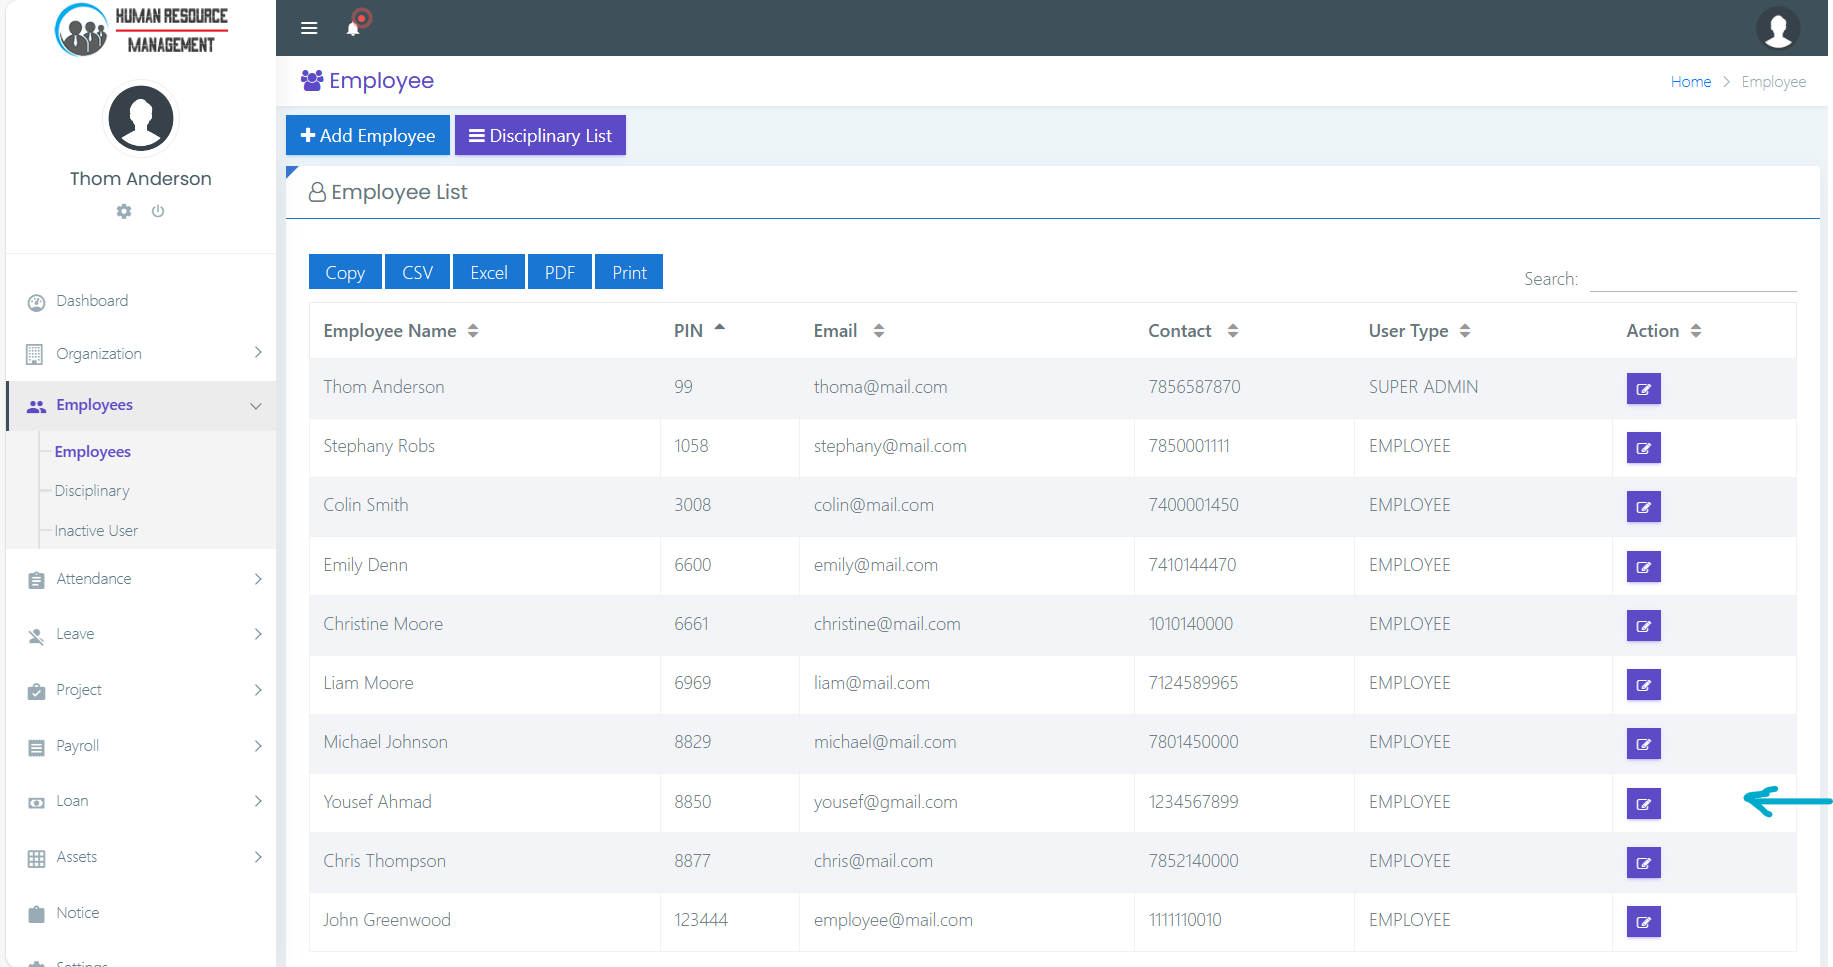 HUMAN RESOURCE
MANAGEMENT
Thom Anderson
Dashboard
Organization
Employees
Employees
Disciplinary
Inactive User
Attendance
Leave
Project
Payroll
Loan
Assets
Notice
Settings
Employee
Home > Employee
Add Employee
Disciplinary List
Employee List
Copy CSV Excel PDF Print
Search:
Employee Name PIN Email Contact User Type Action
Thom Anderson 99 thoma@mail.com 7856587870 SUPER ADMIN
Stephany Robs 1058 stephany@mail.com 7850001111 EMPLOYEE
Colin Smith 3008 colin@mail.com 7400001450 EMPLOYEE
Emily Denn 6600 emily@mail.com 7410144470 EMPLOYEE
Christine Moore 6661 christine@mail.com 1010140000 EMPLOYEE
Liam Moore 6969 liam@mail.com 7124589965 EMPLOYEE
Michael Johnson 8829 michael@mail.com 7801450000 EMPLOYEE
Yousef Ahmad 8850 yousef@gmail.com 1234567899 EMPLOYEE
Chris Thompson 8877 chris@mail.com 7852140000 EMPLOYEE
John Greenwood 123444 employee@mail.com 1111110010 EMPLOYEE